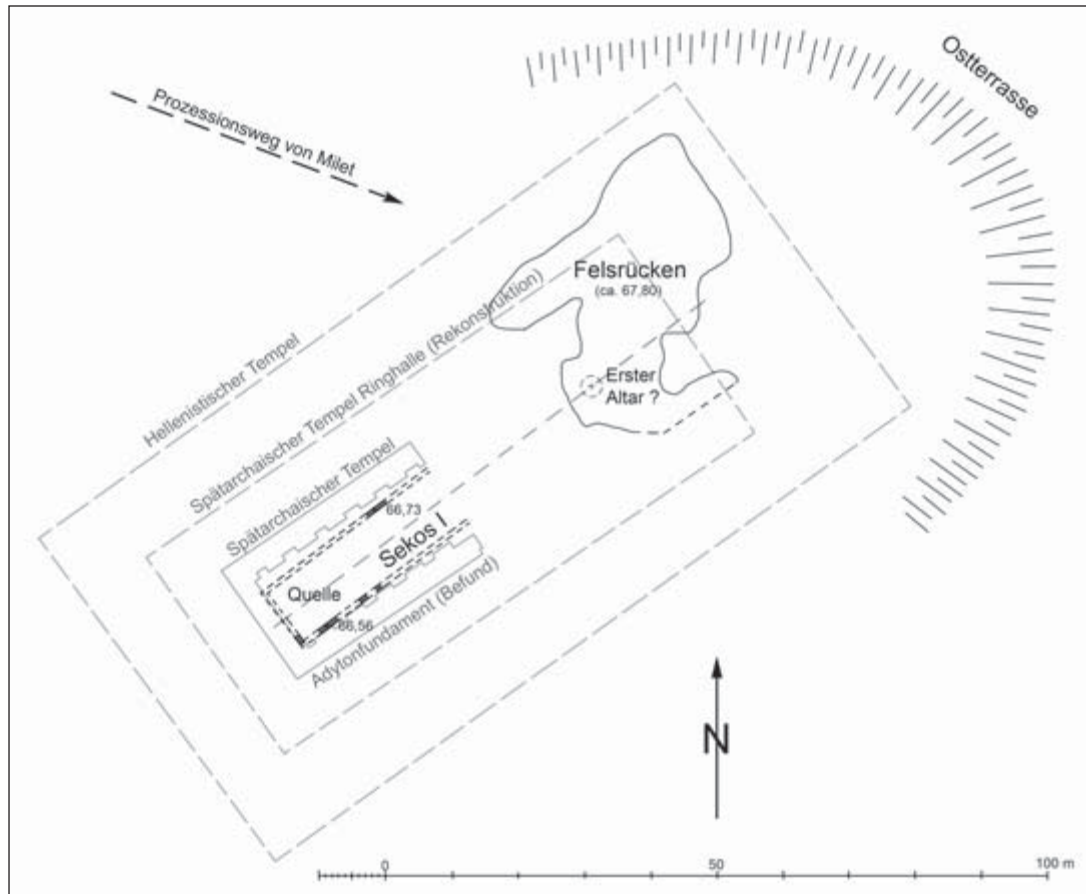 Ostterrasse
Prozessionsweg von Milet
Felsrücken
(ca. 67,80)
Erster
Altar ?
Hellenistischer Tempel
Spätarchaischer Tempel Ringhalle (Rekonstruktion)
Spätarchaischer Tempel
66,73
Sekos I
Quelle
66,56
Adytonfundament (Befund)
N
0
50
100 m